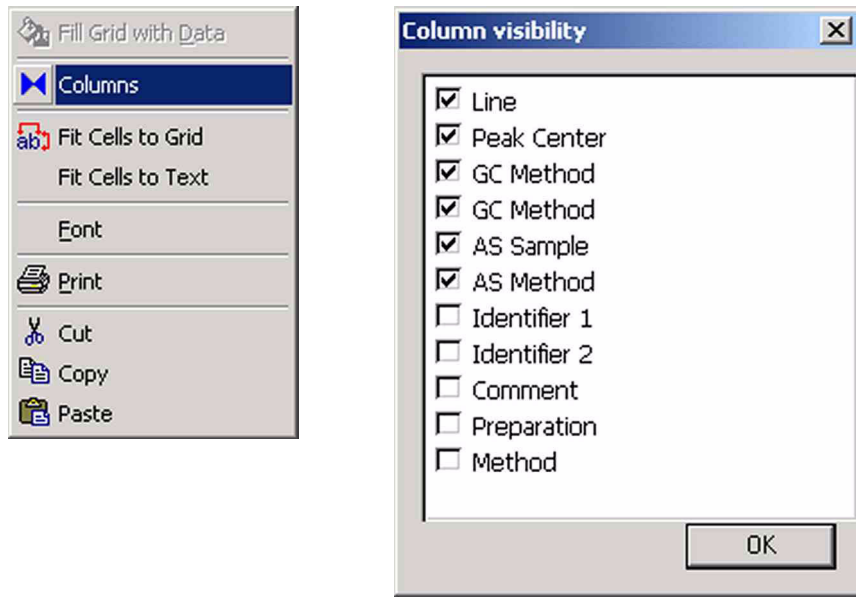 Fill Grid with Data
Columns
ab
Fit Cells to Grid
Fit Cells to Text
Font
Print
Cut
Copy
Paste
Column visibility
Line
Peak Center
GC Method
GC Method
AS Sample
AS Method
Identifier 1
Identifier 2
Comment
Preparation
Method
OK